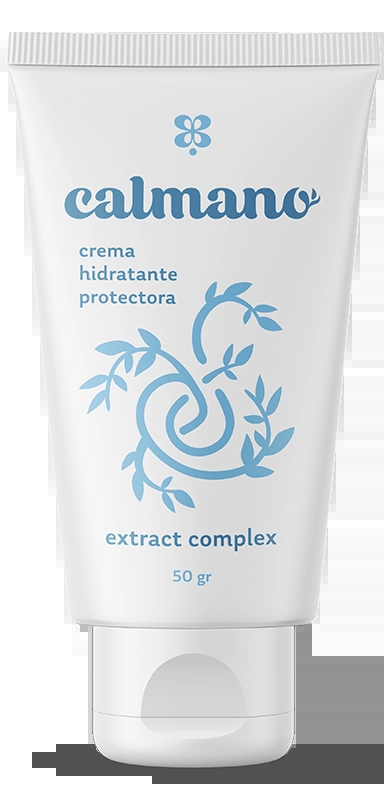 calmano
crema
hidratante
protectora
extract complex
50 gr